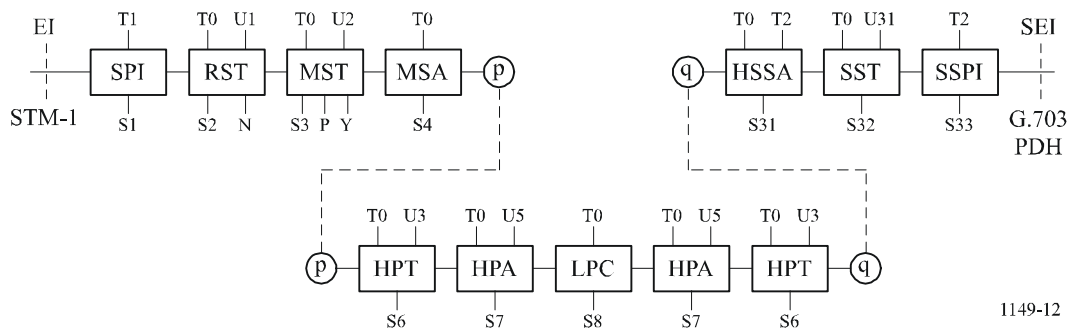 EI T1 T0 U1 T0 U2 T0 T0 T2 T0 U31 T2 SEI
SPI RST MST MSA p q HSSA SST SSPI
STM-1 S1 S2 N S3 P Y S4 S31 S32 S33 G.703
PDH
T0 U3 T0 U5 T0 T0 U5 T0 U3
p HPT HPA LPC HPA HPT q
S6 S7 S8 S7 S6
1149-12